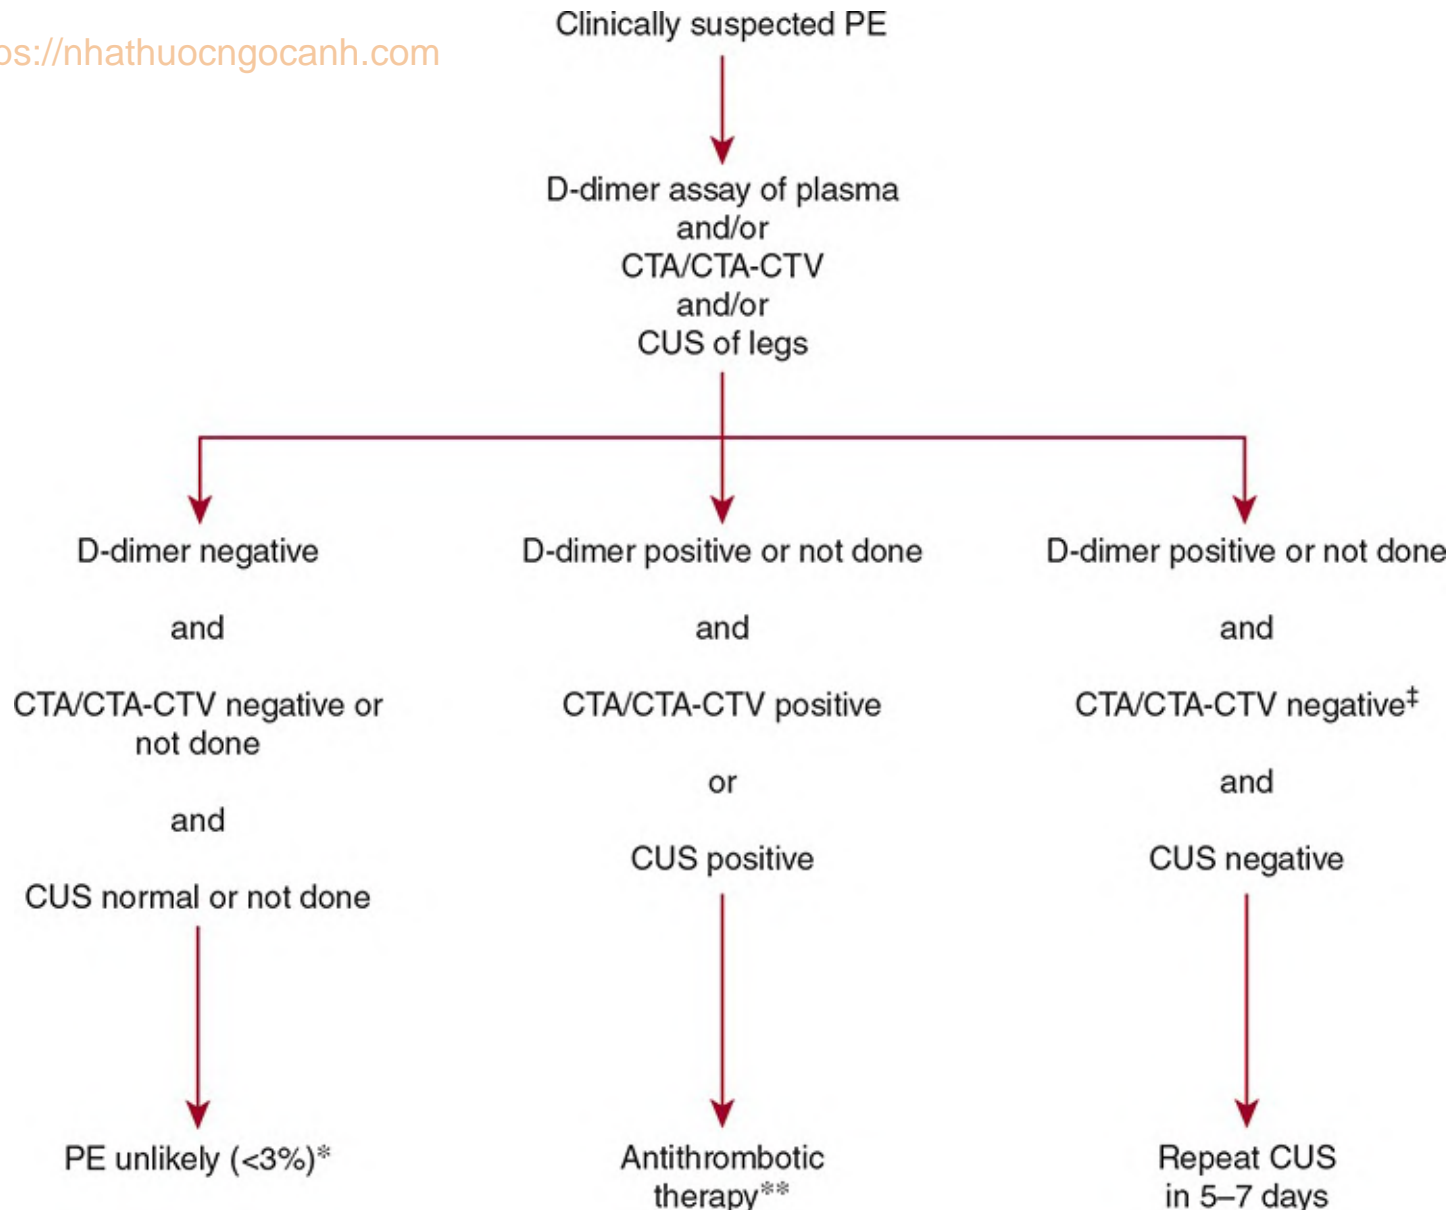 Clinically suspected PE
os://nhathuocngocanh.com
D-dimer assay of plasma
and/or
CTA/CTA-CTV
and/or
CUS of legs
D-dimer negative
and
CTA/CTA-CTV negative or
not done
and
CUS normal or not done
PE unlikely (<3%)*
D-dimer positive or not done
and
CTA/CTA-CTV positive
or
CUS positive
Antithrombotic
therapy**
D-dimer positive or not done
and
CTA/CTA-CTV negative‡
and
CUS negative
Repeat CUS
in 5–7 days